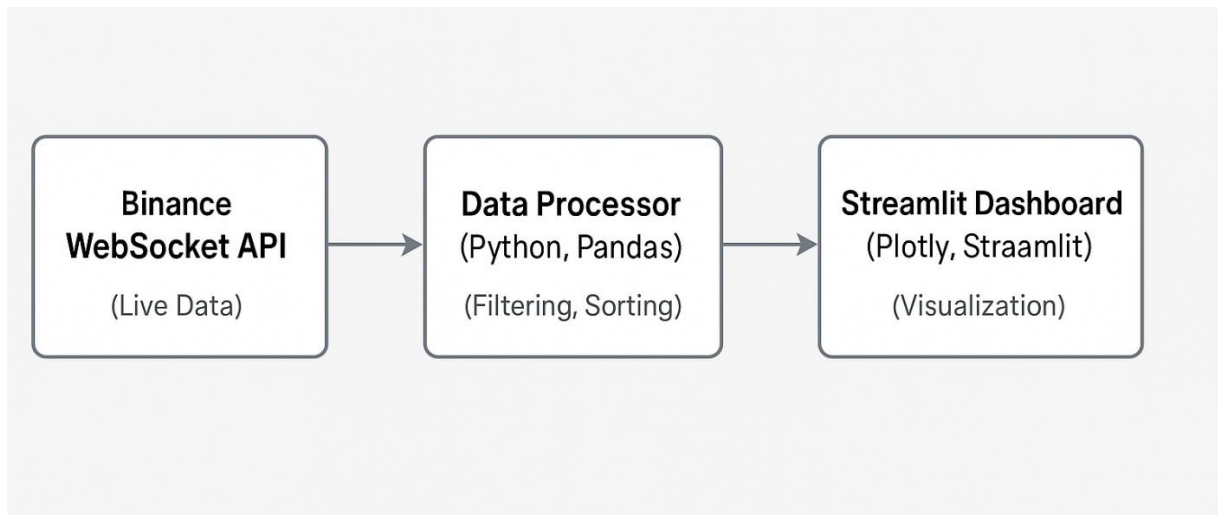 Binance
WebSocket API
(Live Data)
Data Processor
(Python, Pandas)
(Filtering, Sorting)
Streamlit Dashboard
(Plotly, Straamlit)
(Visualization)